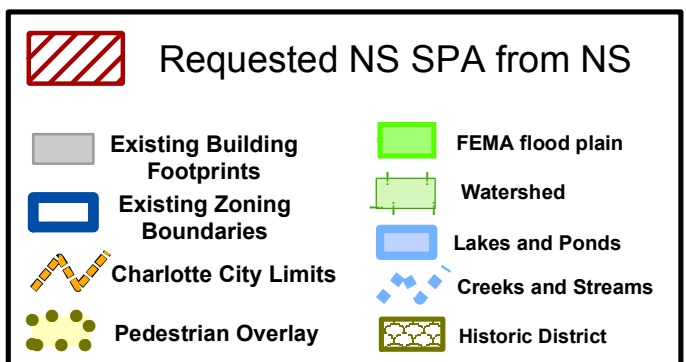 Requested NS SPA from NS
Existing Building
Footprints
Existing Zoning
Boundaries
Charlotte City Limits
Pedestrian Overlay
FEMA flood plain
Watershed
Lakes and Ponds
Creeks and Streams
Historic District